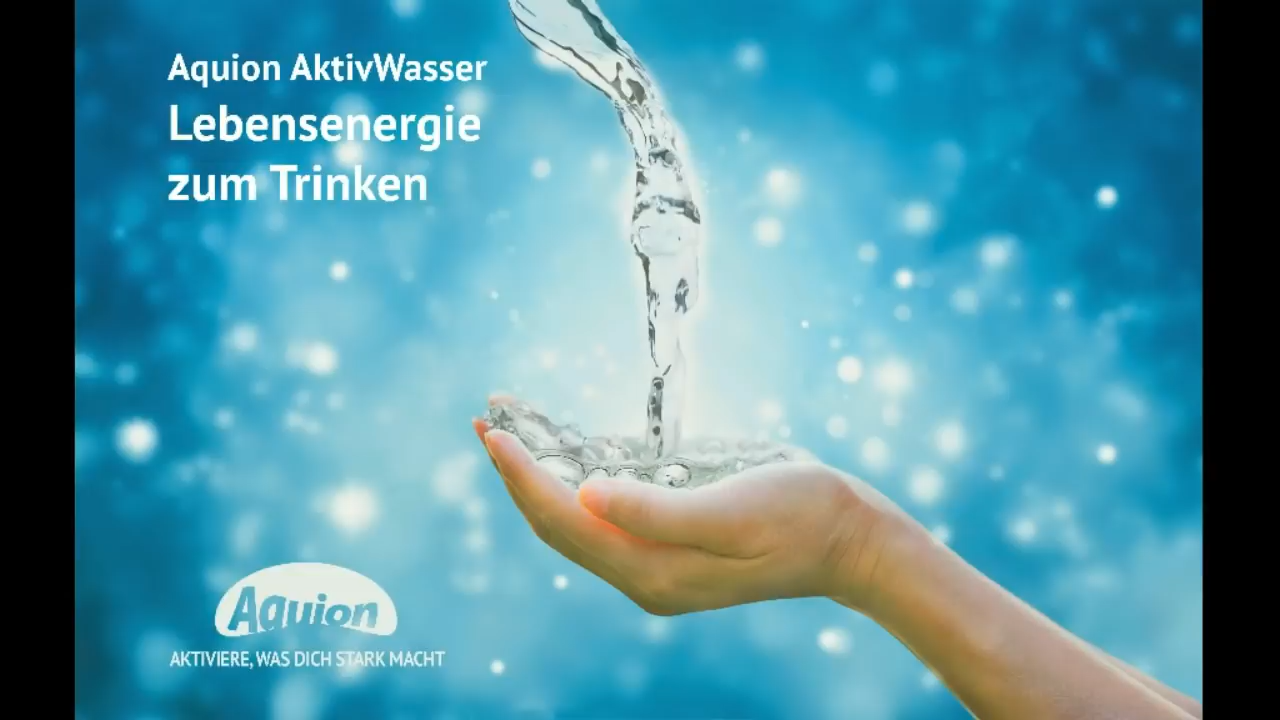 Aquion AktivWasser
Lebensenergie
zum Trinken
Aquion
AKTIVIERE, WAS DICH STARK MACHT